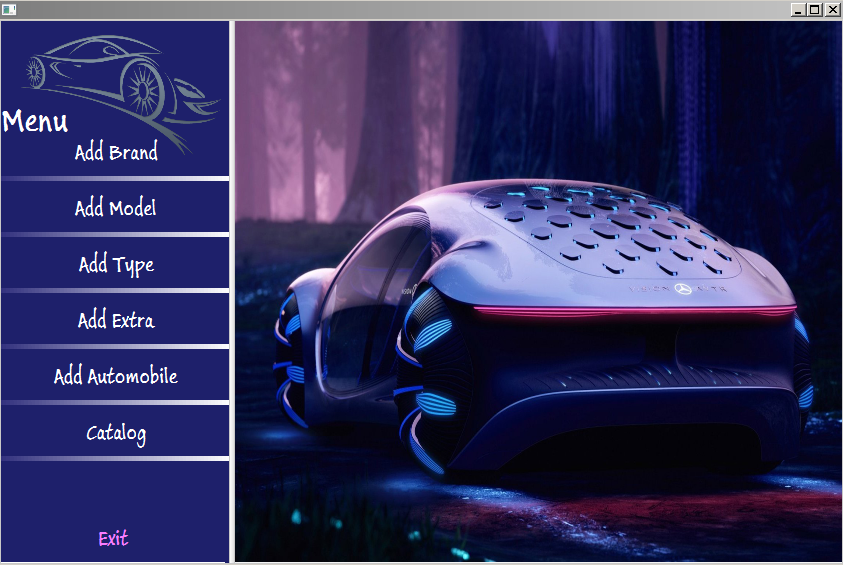 Menu
Add Brand
Add Model
Add Type
Add Extra
Add Automobile
Catalog
Exit